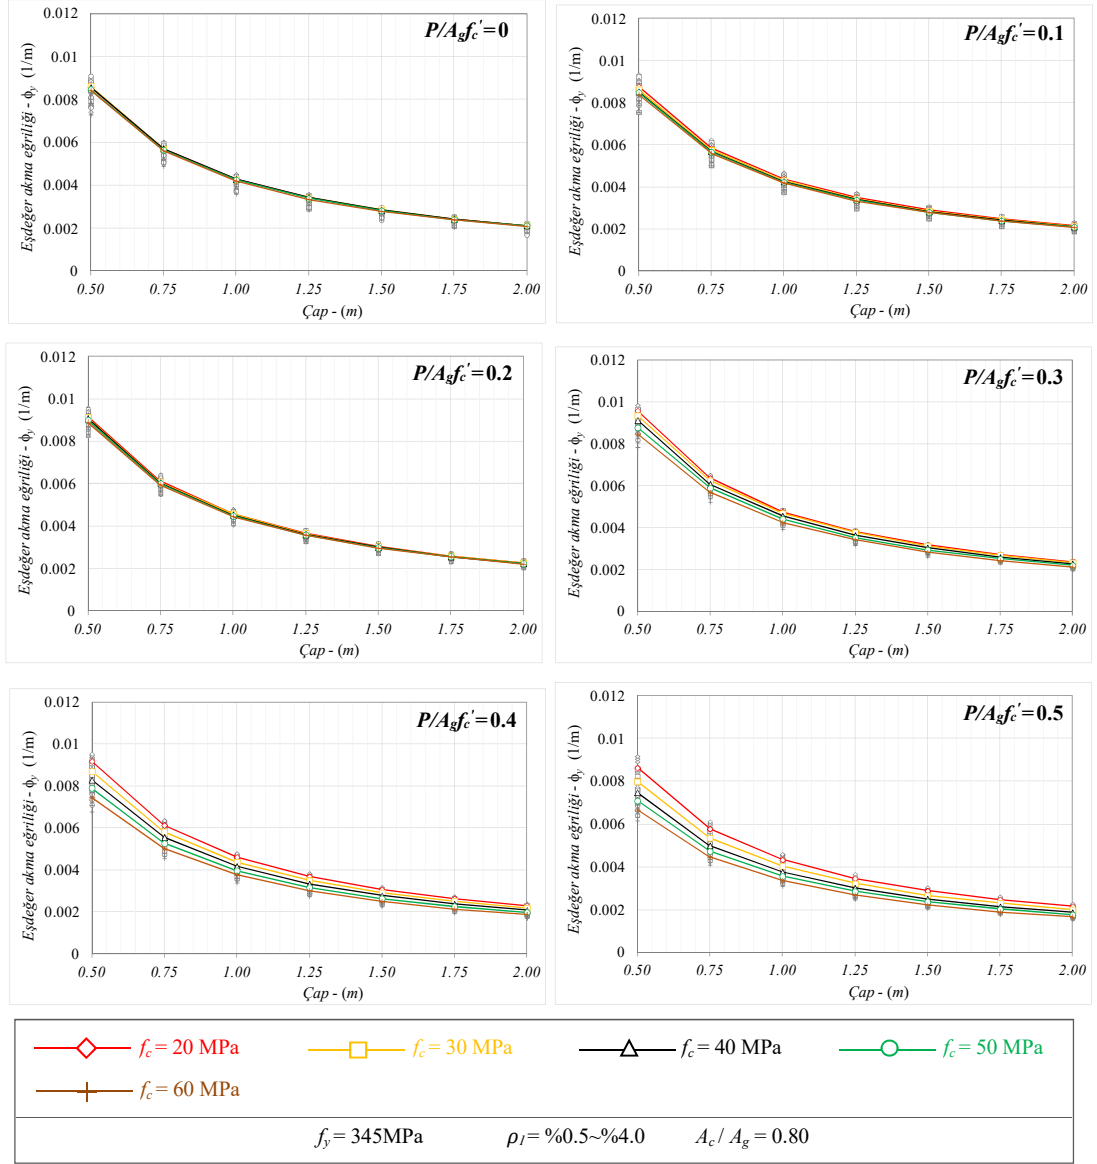 P/Agfc′=0
Eşdeğer akma eğriliği - ϕy (1/m)
0.012
0.01
0.008
0.006
0.004
0.002
0
0.50 0.75 1.00 1.25 1.50 1.75 2.00
Çap - (m)
P/Agfc′=0.1
Eşdeğer akma eğriliği - ϕy (1/m)
0.012
0.01
0.008
0.006
0.004
0.002
0
0.50 0.75 1.00 1.25 1.50 1.75 2.00
Çap - (m)
P/Agfc′=0.2
Eşdeğer akma eğriliği - ϕy (1/m)
0.012
0.01
0.008
0.006
0.004
0.002
0
0.50 0.75 1.00 1.25 1.50 1.75 2.00
Çap - (m)
P/Agfc′=0.3
Eşdeğer akma eğriliği - ϕy (1/m)
0.012
0.01
0.008
0.006
0.004
0.002
0
0.50 0.75 1.00 1.25 1.50 1.75 2.00
Çap - (m)
P/Agfc′=0.4
Eşdeğer akma eğriliği - ϕy (1/m)
0.012
0.01
0.008
0.006
0.004
0.002
0
0.50 0.75 1.00 1.25 1.50 1.75 2.00
Çap - (m)
P/Agfc′=0.5
Eşdeğer akma eğriliği - ϕy (1/m)
0.012
0.01
0.008
0.006
0.004
0.002
0
0.50 0.75 1.00 1.25 1.50 1.75 2.00
Çap - (m)
fc = 20 MPa fc = 30 MPa fc = 40 MPa fc = 50 MPa
fc = 60 MPa
fy = 345MPa ρl = %0.5~%4.0 Ac / Ag = 0.80